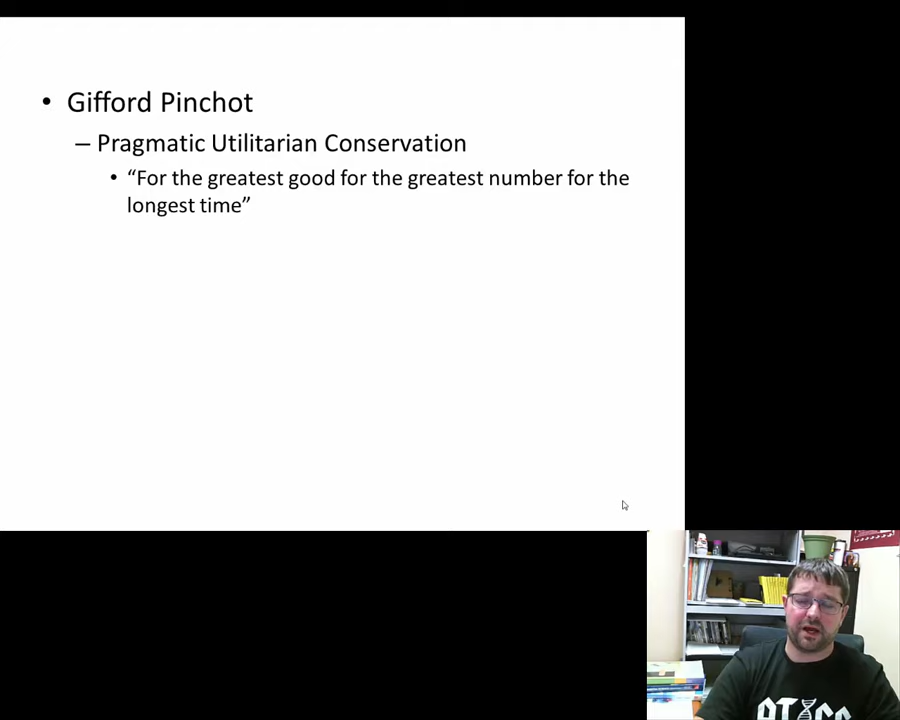 • Gifford Pinchot
– Pragmatic Utilitarian Conservation
• “For the greatest good for the greatest number for the
longest time”